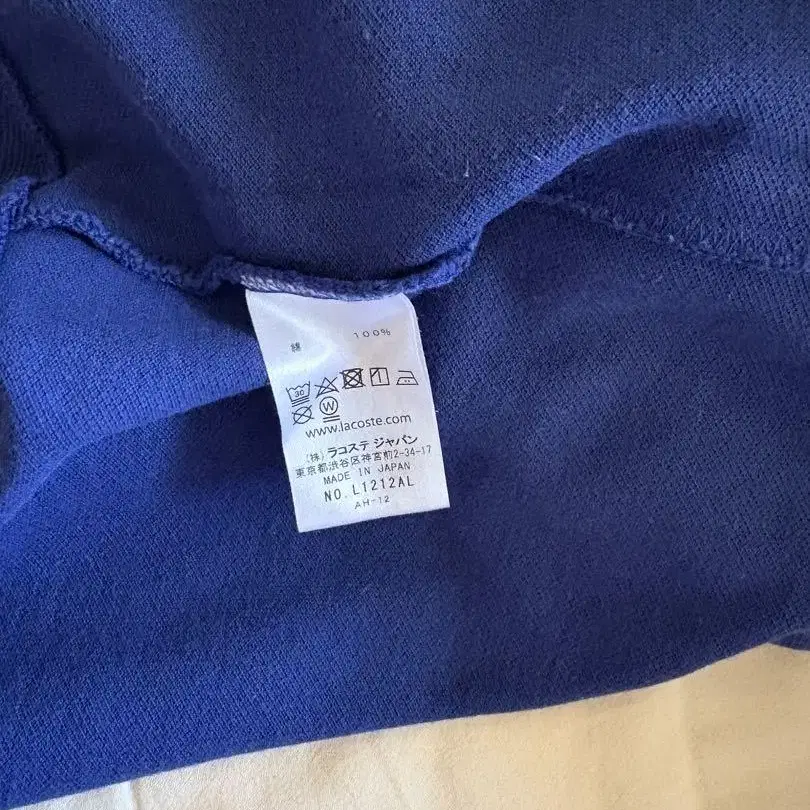 綿 100%
30
W
www.lacoste.com
(株) ラコステ ジャパン
東京都渋谷区神宮前2-34-17
MADE IN JAPAN
NO. L1212AL
AH-12